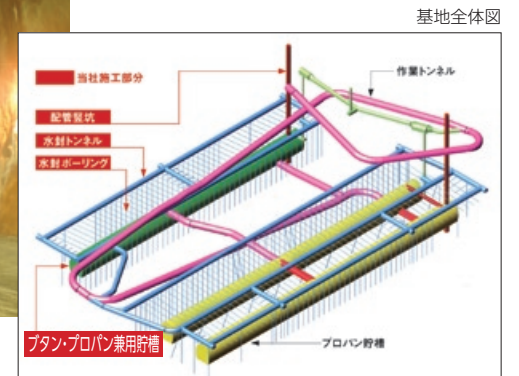 基地全体図
当社施工部分
作業トンネル
配管竪坑
水封トンネル
水封ボーリング
ブタン・プロパン兼用貯槽
プロパン貯槽